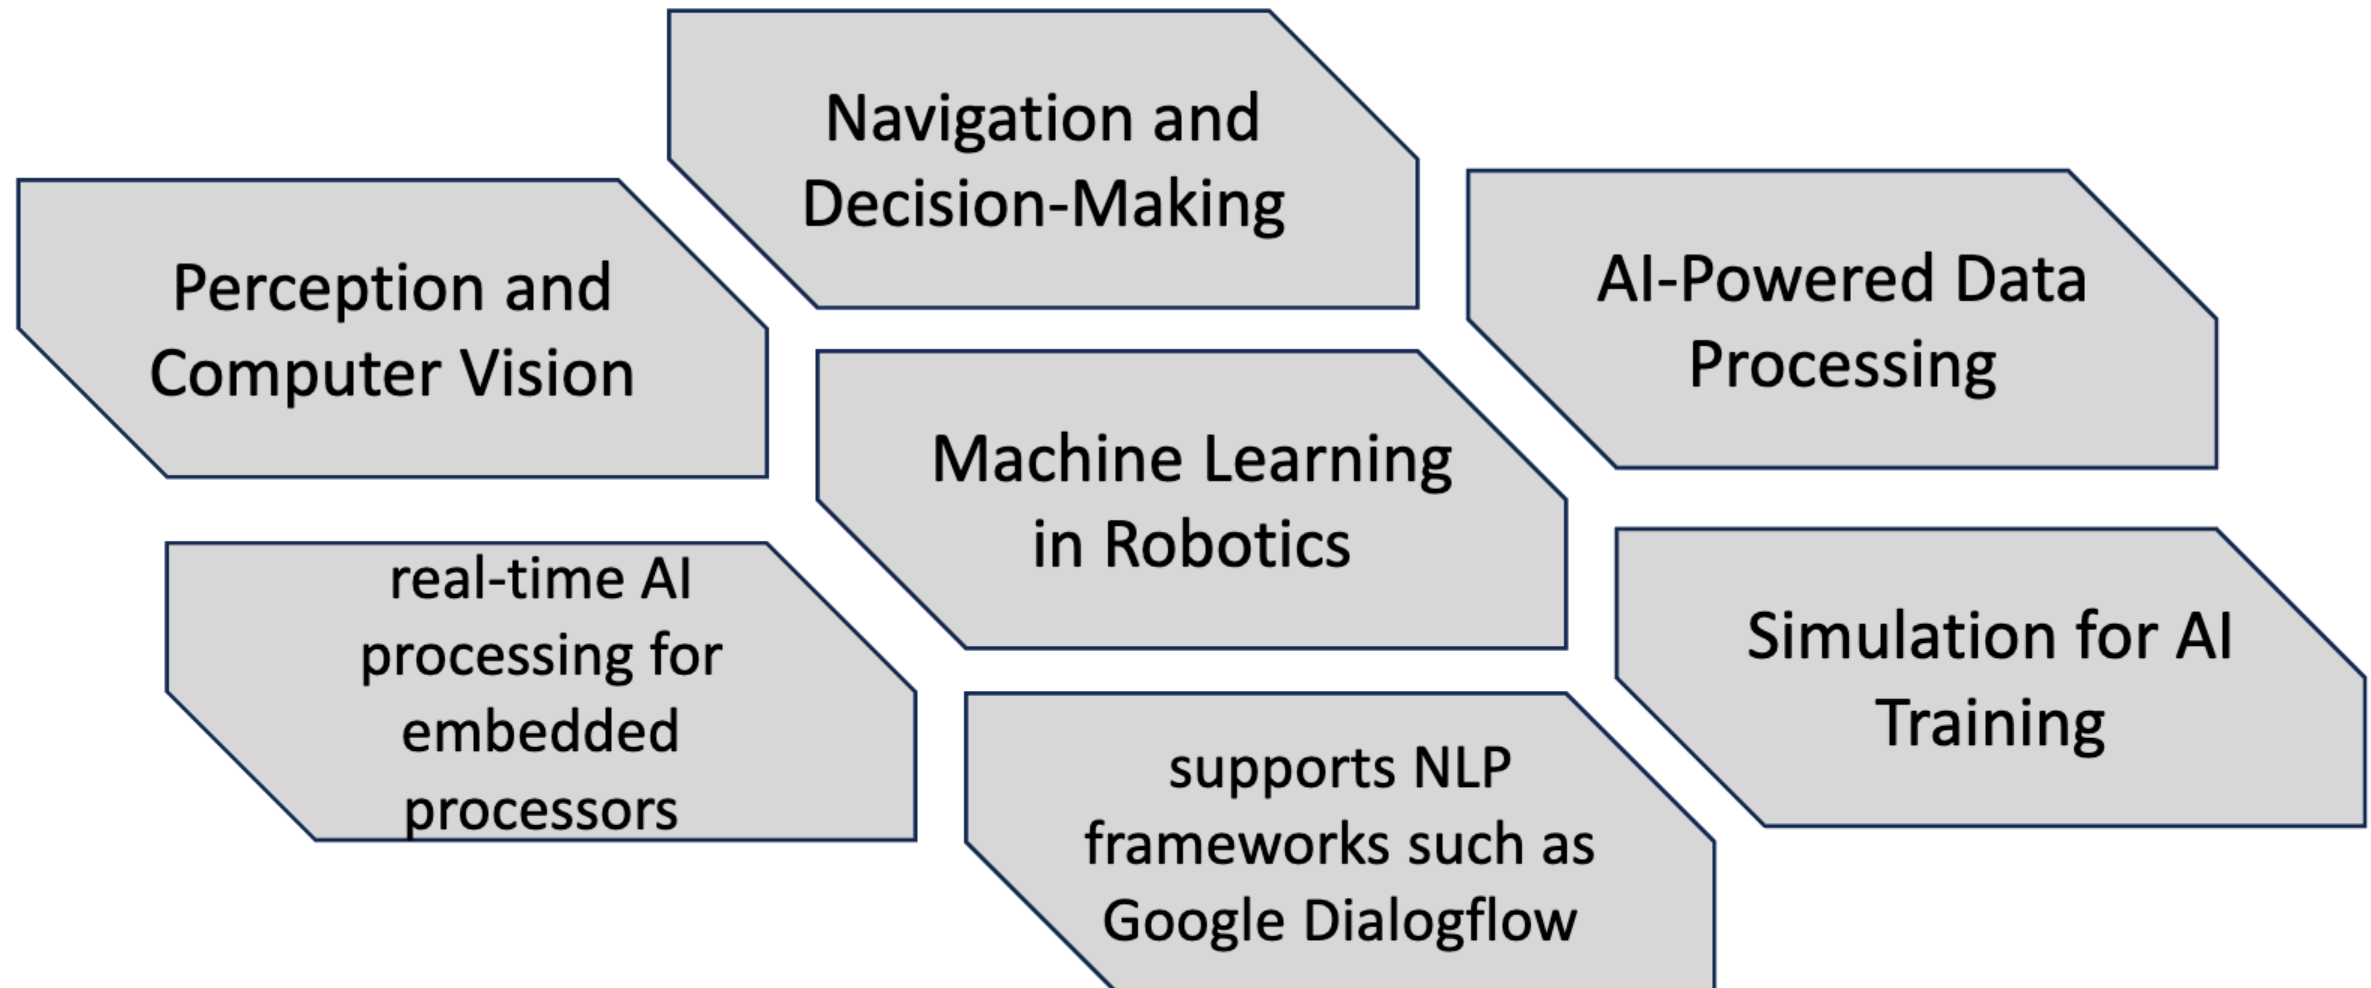 Navigation and
Decision-Making
Perception and
Computer Vision
AI-Powered Data
Processing
Machine Learning
in Robotics
real-time AI
processing for
embedded
processors
Simulation for AI
Training
supports NLP
frameworks such as
Google Dialogflow